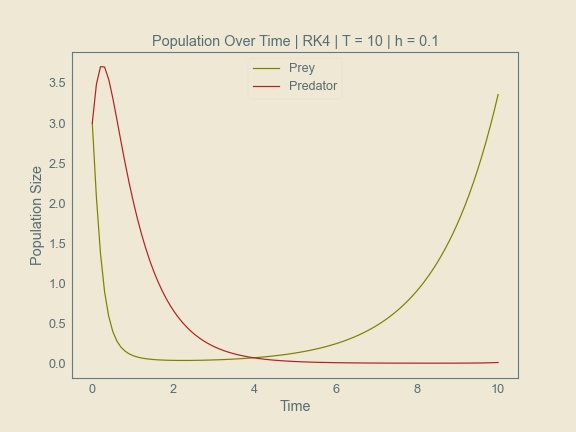 Population Over Time | RK4 | T = 10 | h = 0.1
Prey
Predator
3.5
3.0
2.5
2.0
1.5
1.0
0.5
0.0
Population Size
0 2 4 6 8 10
Time